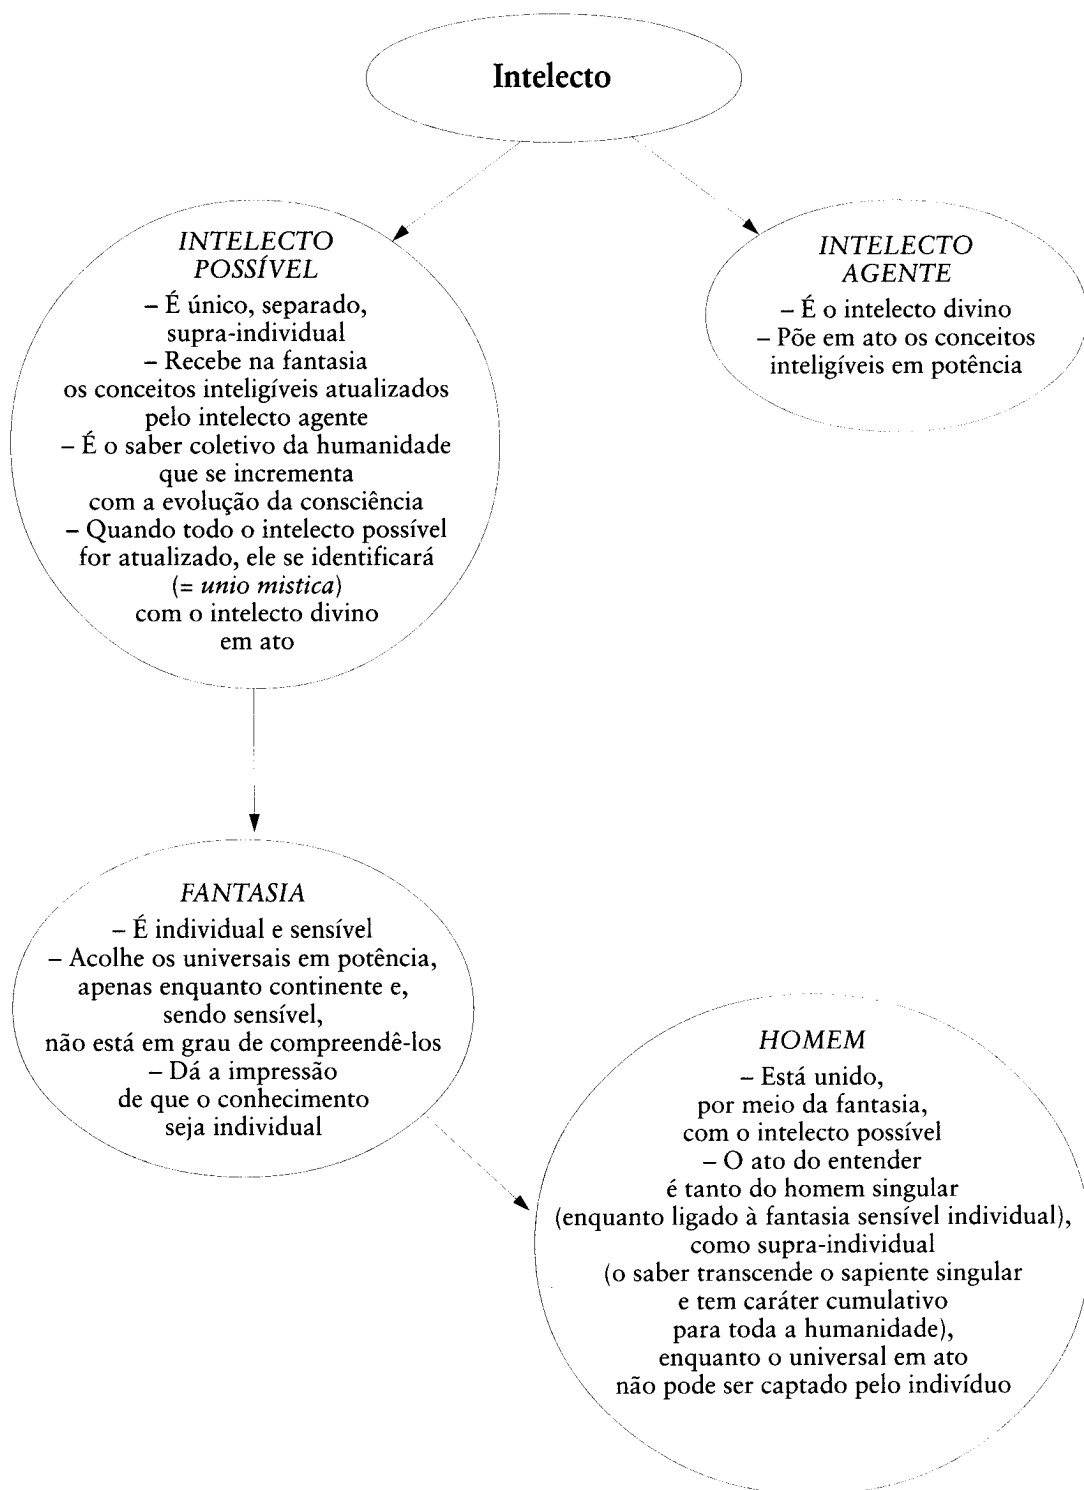 Intelecto
INTELECTO
POSSÍVEL
– É único, separado,
supra-individual
– Recebe na fantasia
os conceitos inteligíveis atualizados
pelo intelecto agente
– É o saber coletivo da humanidade
que se incrementa
com a evolução da consciência
– Quando todo o intelecto possível
for atualizado, ele se identificará
(= unio mistica)
com o intelecto divino
em ato
INTELECTO
AGENTE
– É o intelecto divino
– Põe em ato os conceitos
inteligíveis em potência
FANTASIA
– É individual e sensível
– Acolhe os universais em potência,
apenas enquanto continente e,
sendo sensível,
não está em grau de compreendê-los
– Dá a impressão
de que o conhecimento
seja individual
HOMEM
– Está unido,
por meio da fantasia,
com o intelecto possível
– O ato do entender
é tanto do homem singular
(enquanto ligado à fantasia sensível individual),
como supra-individual
(o saber transcende o sapiente singular
e tem caráter cumulativo
para toda a humanidade),
enquanto o universal em ato
não pode ser captado pelo indivíduo